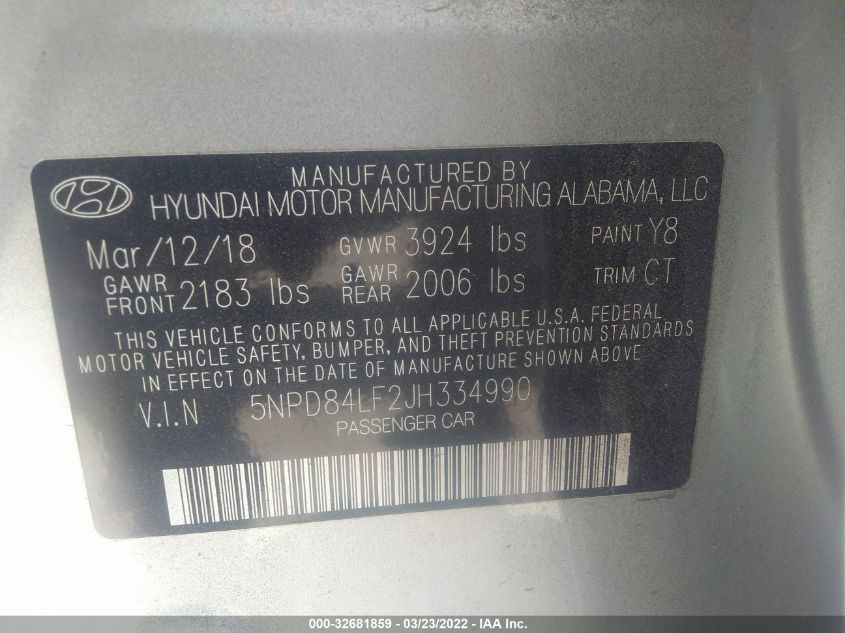 MANUFACTURED BY
HYUNDAI MOTOR MANUFACTURING ALABAMA, LLC
Mar/12/18 GVWR 3924 lbs PAINT Y8
GAWR FRONT 2183 lbs GAWR REAR 2006 lbs TRIM CT
THIS VEHICLE CONFORMS TO ALL APPLICABLE U.S.A. FEDERAL
MOTOR VEHICLE SAFETY, BUMPER, AND THEFT PREVENTION STANDARDS
IN EFFECT ON THE DATE OF MANUFACTURE SHOWN ABOVE
V.I.N 5NPD84LF2JH334990
PASSENGER CAR
000-32681859 - 03/23/2022 - IAA Inc.